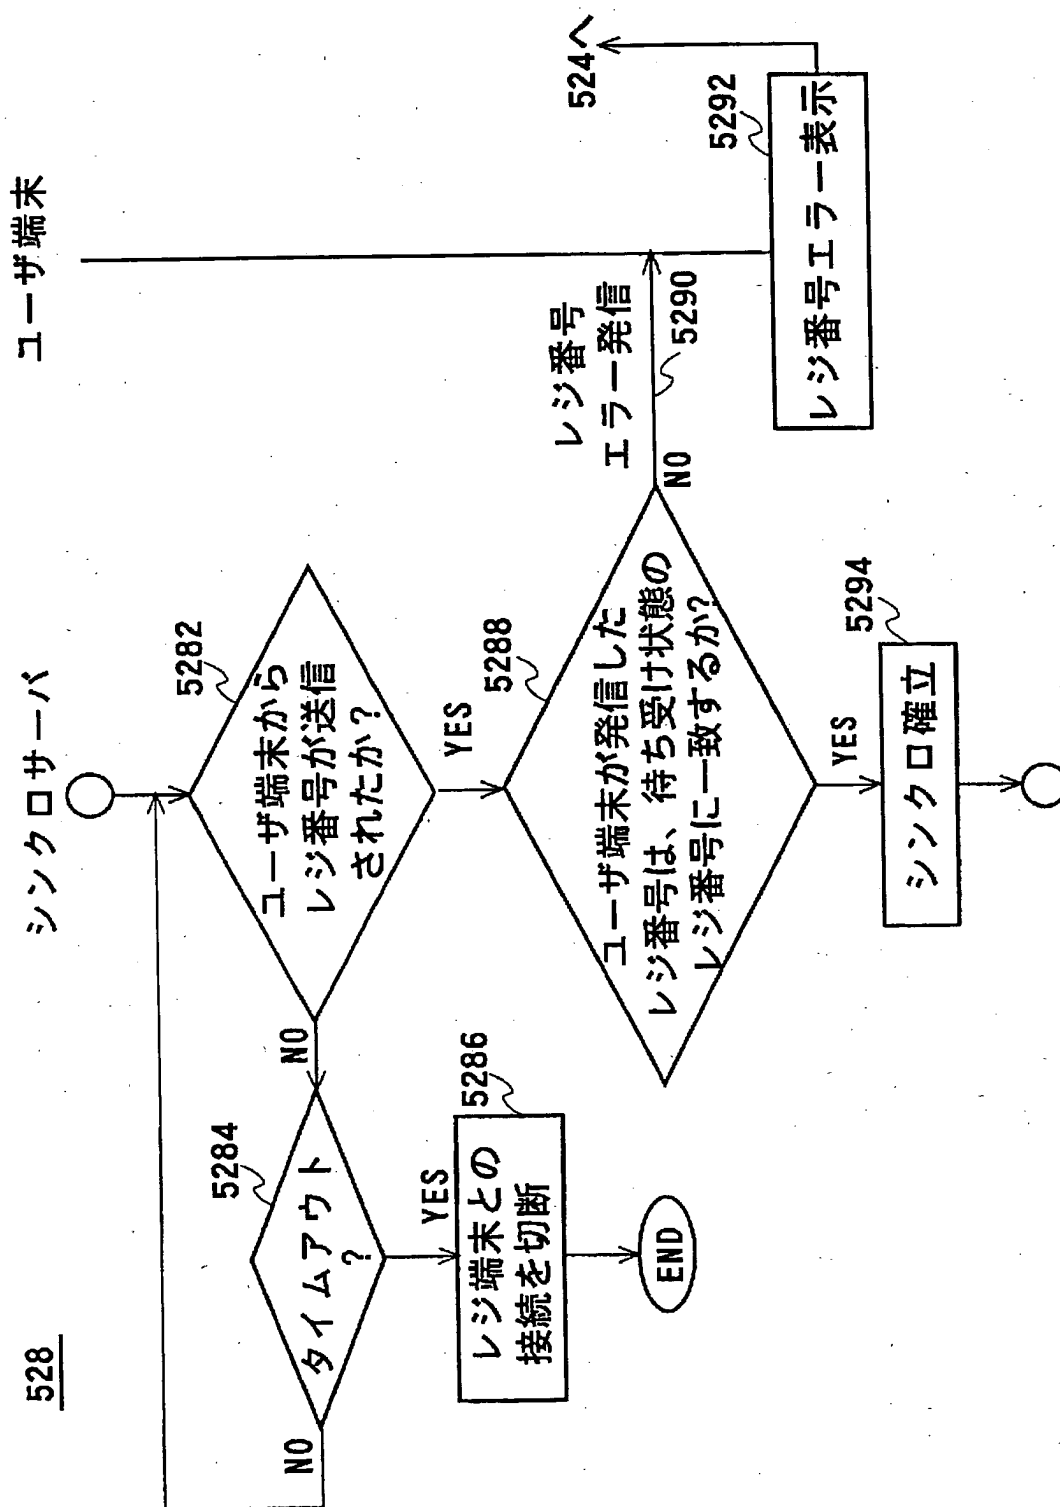 528
シンクロサーバ
ユーザ端末
5282
ユーザ端末から
レジ番号が送信
されたか?
NO
YES
5284
タイムアウト
?
NO
YES
5286
レジ端末との
接続を切断
END
5288
ユーザ端末が発信した
レジ番号は、待ち受け状態の
レジ番号に一致するか?
NO
YES
レジ番号
エラー発信
5290
5292
レジ番号エラー表示
524へ
5294
シンクロ確立